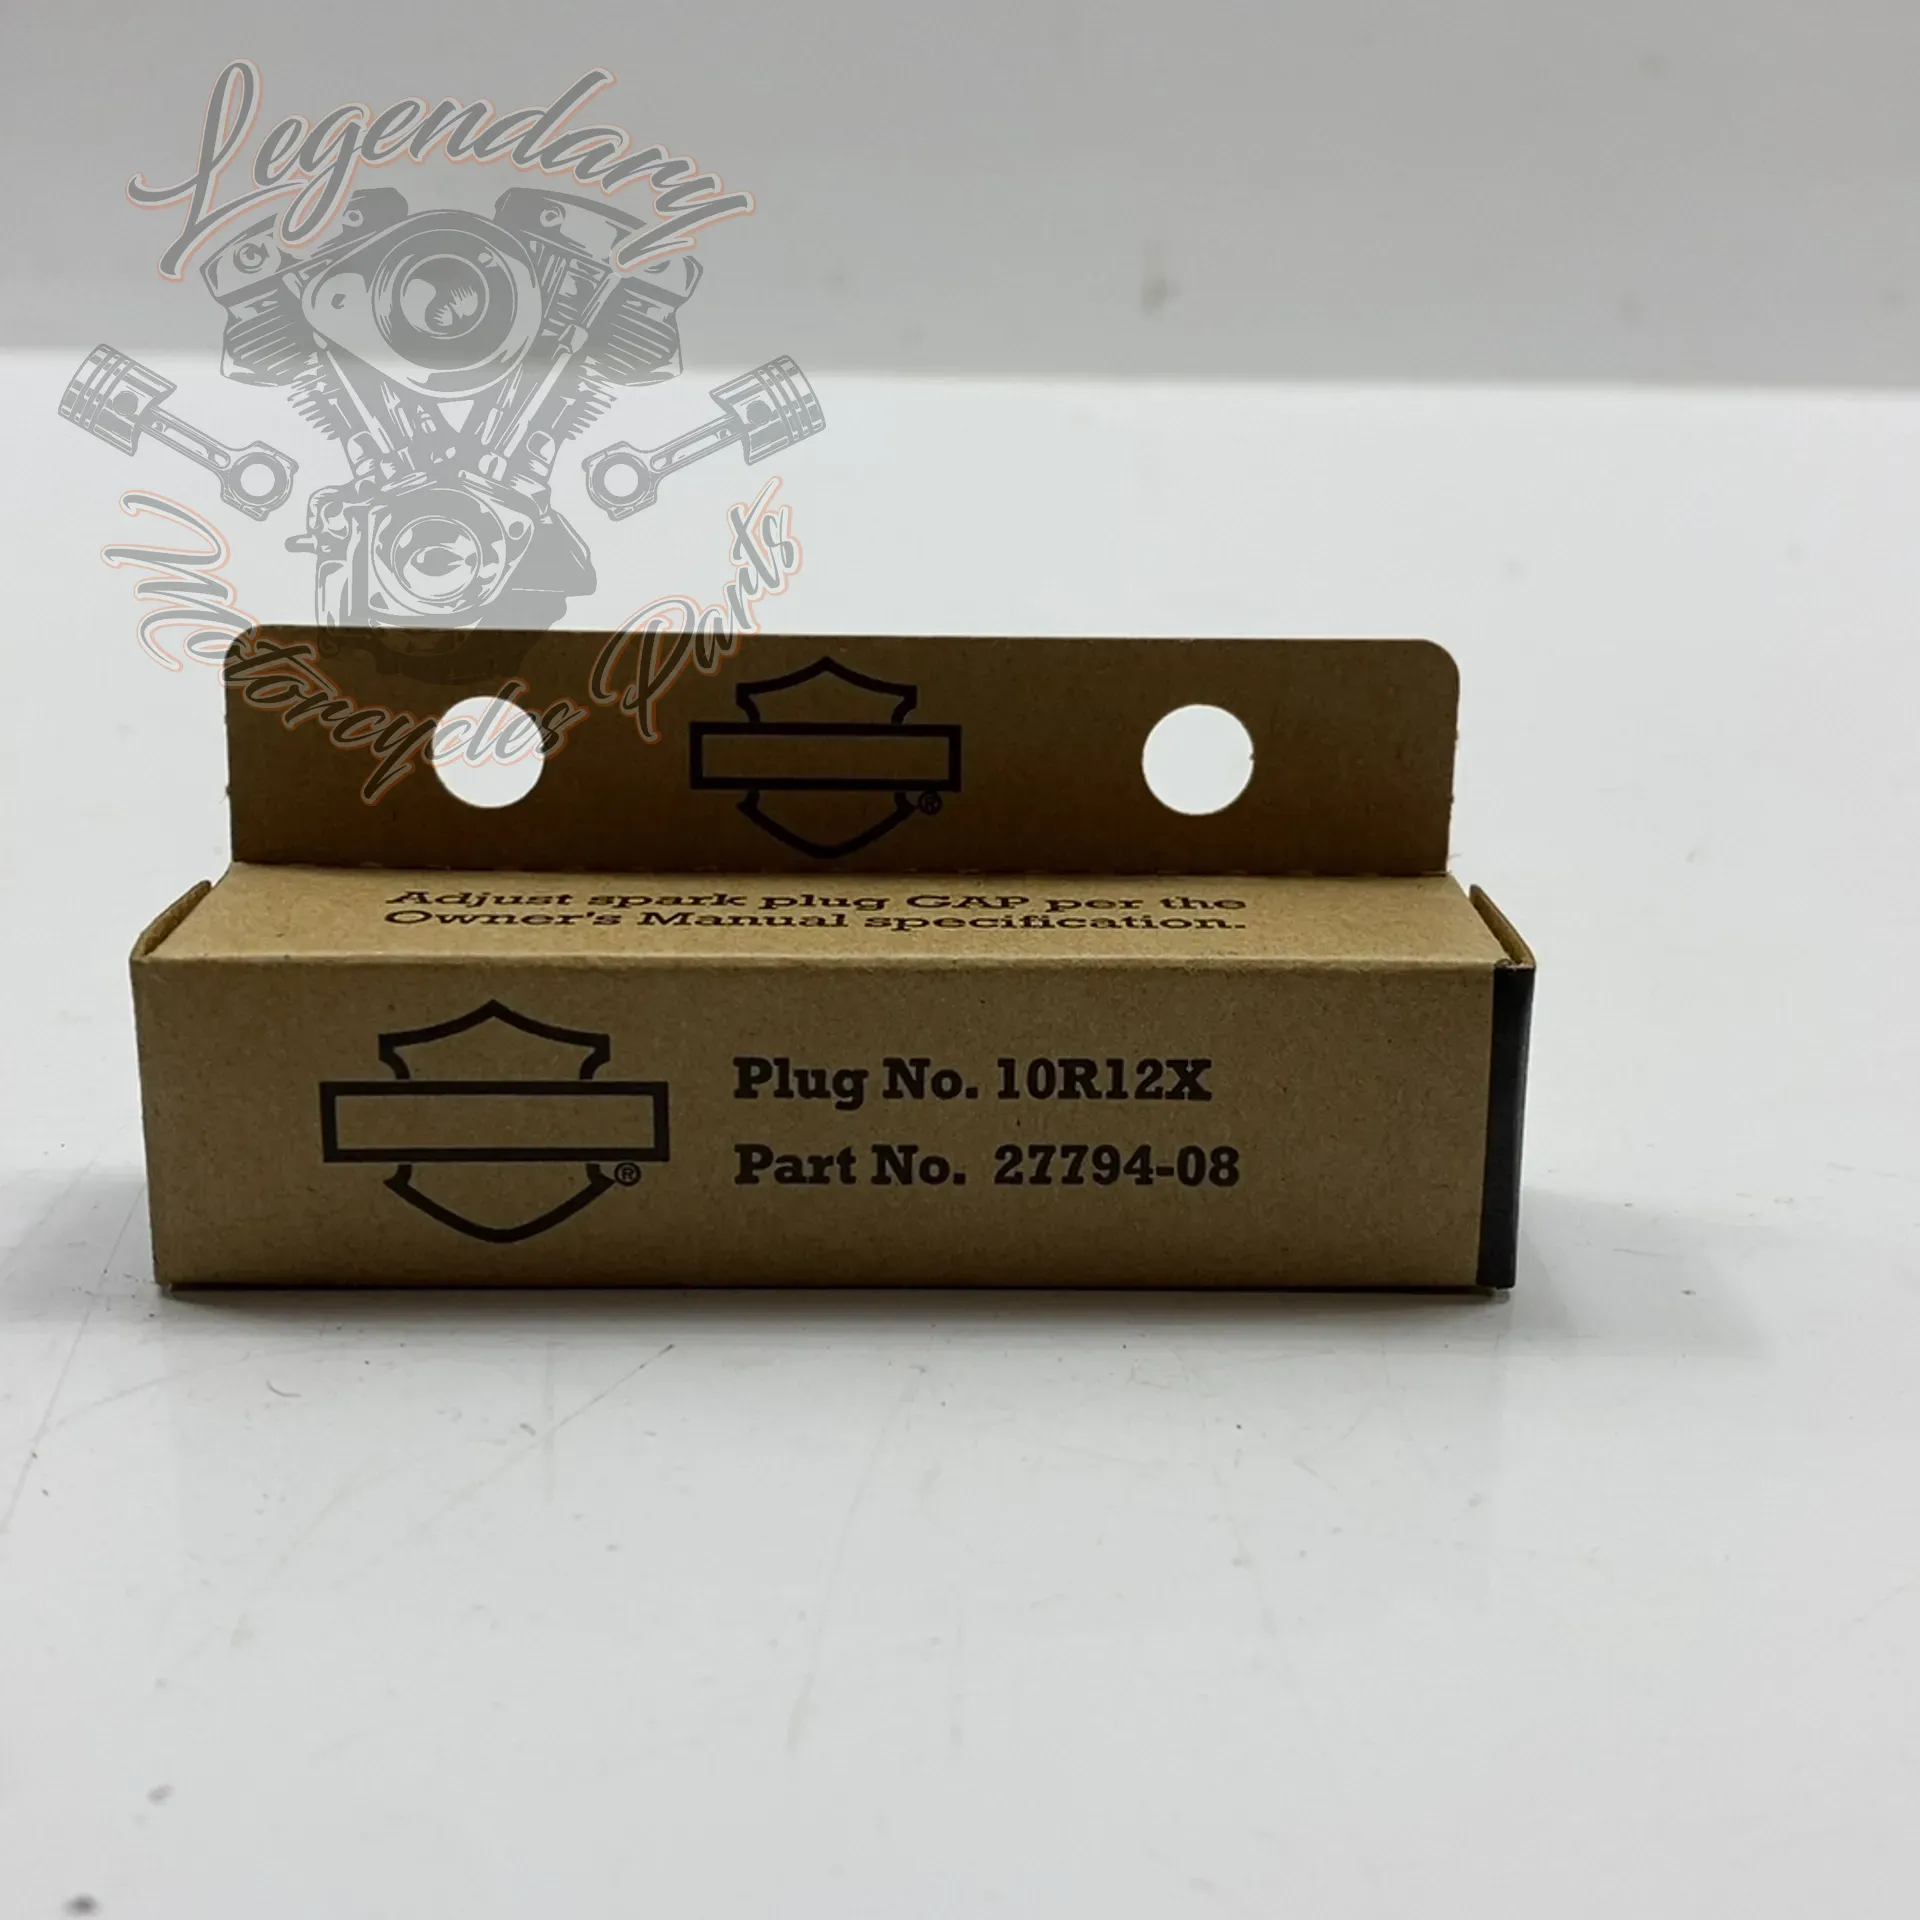 Legendary
Motorcycles Parts
®
Adjust spark plug GAP per the
Owner's Manual specification.
®
Plug No. 10R12X
Part No. 27794-08